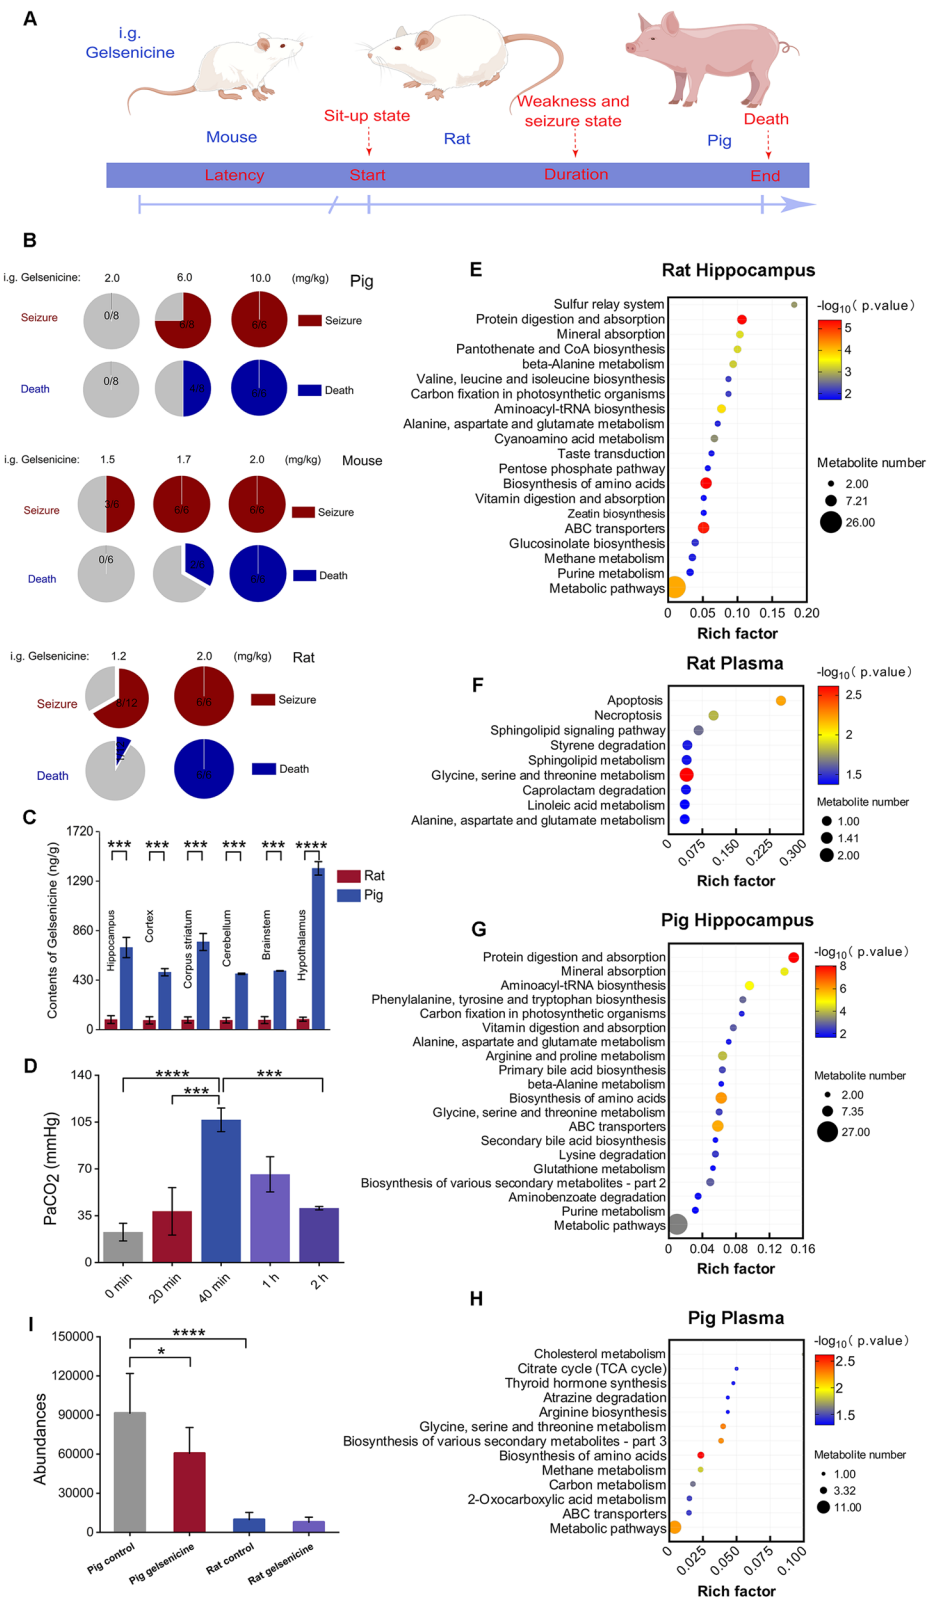 A
i.g.
Gelsenicine
Sit-up state
Weakness and
seizure state
Death
Mouse
Rat
Pig
Latency
Start
Duration
End
B
i.g. Gelsenicine: 2.0 6.0 10.0 (mg/kg) Pig
Seizure 0/8 6/8 6/6 Seizure
Death 0/8 4/8 6/6 Death
i.g. Gelsenicine: 1.5 1.7 2.0 (mg/kg) Mouse
Seizure 3/6 6/6 6/6 Seizure
Death 0/6 2/6 6/6 Death
i.g. Gelsenicine: 1.2 2.0 (mg/kg) Rat
Seizure 8/12 6/6 Seizure
Death 6/6 Death
C
Contents of Gelsenicine (ng/g)
1720
1290
860
430
0
*** *** *** *** *** ****
Hippocampus
Cortex
Corpus striatum
Cerebellum
Brainstem
Hypothalamus
Rat
Pig
D
PaCO2 (mmHg)
140
105
70
35
0
**** *** ***
0 min
20 min
40 min
1 h
2 h
E
Rat Hippocampus
Sulfur relay system
Protein digestion and absorption
Mineral absorption
Pantothenate and CoA biosynthesis
beta-Alanine metabolism
Valine, leucine and isoleucine biosynthesis
Carbon fixation in photosynthetic organisms
Aminoacyl-tRNA biosynthesis
Alanine, aspartate and glutamate metabolism
Cyanoamino acid metabolism
Taste transduction
Pentose phosphate pathway
Biosynthesis of amino acids
Vitamin digestion and absorption
Zeatin biosynthesis
ABC transporters
Glucosinolate biosynthesis
Methane metabolism
Purine metabolism
Metabolic pathways
0 0.05 0.10 0.15 0.20
Rich factor
-log10( p.value)
5
4
3
2
Metabolite number
2.00
7.21
26.00
F
Rat Plasma
Apoptosis
Necroptosis
Sphingolipid signaling pathway
Styrene degradation
Sphingolipid metabolism
Glycine, serine and threonine metabolism
Caprolactam degradation
Linoleic acid metabolism
Alanine, aspartate and glutamate metabolism
0 0.075 0.150 0.225 0.300
Rich factor
-log10( p.value)
2.5
2.0
1.5
Metabolite number
1.00
1.41
2.00
G
Pig Hippocampus
Protein digestion and absorption
Mineral absorption
Aminoacyl-tRNA biosynthesis
Phenylalanine, tyrosine and tryptophan biosynthesis
Carbon fixation in photosynthetic organisms
Vitamin digestion and absorption
Alanine, aspartate and glutamate metabolism
Arginine and proline metabolism
Primary bile acid biosynthesis
beta-Alanine metabolism
Biosynthesis of amino acids
Glycine, serine and threonine metabolism
ABC transporters
Secondary bile acid biosynthesis
Lysine degradation
Glutathione metabolism
Biosynthesis of various secondary metabolites - part 2
Aminobenzoate degradation
Purine metabolism
Metabolic pathways
0 0.04 0.08 0.12 0.16
Rich factor
-log10( p.value)
8
6
4
2
Metabolite number
2.00
7.35
27.00
H
Pig Plasma
Cholesterol metabolism
Citrate cycle (TCA cycle)
Thyroid hormone synthesis
Atrazine degradation
Arginine biosynthesis
Glycine, serine and threonine metabolism
Biosynthesis of various secondary metabolites - part 3
Biosynthesis of amino acids
Methane metabolism
Carbon metabolism
2-Oxocarboxylic acid metabolism
ABC transporters
Metabolic pathways
0 0.025 0.050 0.075 0.100
Rich factor
-log10( p.value)
2.5
2.0
1.5
Metabolite number
1.00
3.32
11.00
I
Abundances
150000
120000
90000
60000
30000
0
****
*
Pig control
Pig gelsenicine
Rat control
Rat gelsenicine